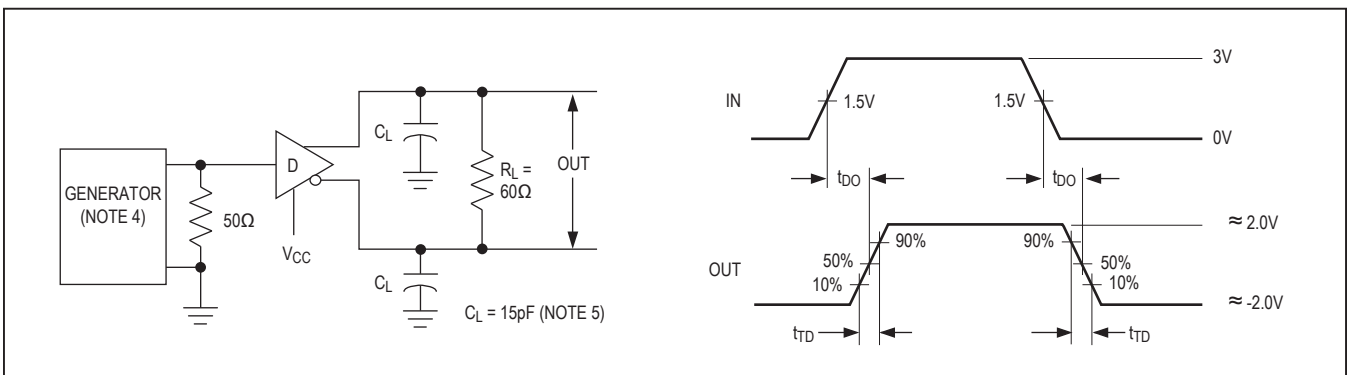 GENERATOR
(NOTE 4)
50Ω
D
VCC
CL
CL
RL =
60Ω
OUT
CL = 15pF (NOTE 5)
IN
3V
1.5V
1.5V
0V
tDO
tDO
OUT
≈ 2.0V
90%
90%
50%
50%
10%
10%
≈ -2.0V
tTD
tTD